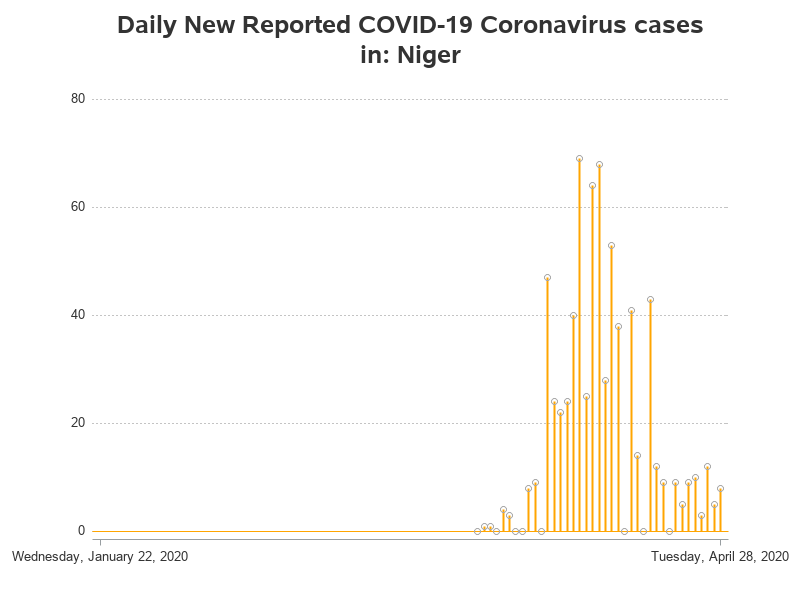 Daily New Reported COVID-19 Coronavirus cases
in: Niger
80
60
40
20
0
Wednesday, January 22, 2020
Tuesday, April 28, 2020